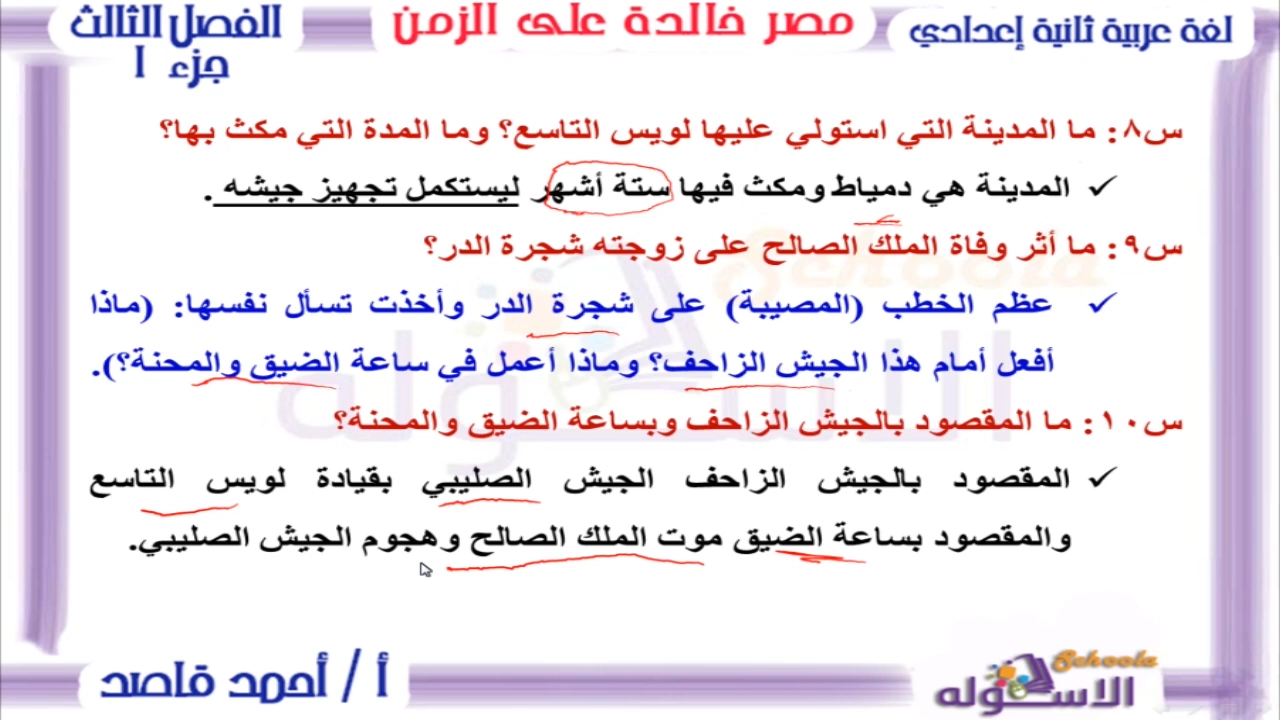 لغة عربية ثانية إعدادي
مصر خالدة على الزمن
الفصل الثالث
جزء ١
س٨: ما المدينة التي استولي عليها لويس التاسع؟ وما المدة التي مكث بها؟
✓ المدينة هي دمياط ومكث فيها ستة أشهر ليستكمل تجهيز جيشه .
س٩: ما أثر وفاة الملك الصالح على زوجته شجرة الدر؟
✓ عظم الخطب (المصيبة) على شجرة الدر وأخذت تسأل نفسها: (ماذا
أفعل أمام هذا الجيش الزاحف؟ وماذا أعمل في ساعة الضيق والمحنة؟).
س١٠: ما المقصود بالجيش الزاحف وبساعة الضيق والمحنة؟
✓ المقصود بالجيش الزاحف الجيش الصليبي بقيادة لويس التاسع
والمقصود بساعة الضيق موت الملك الصالح وهجوم الجيش الصليبي.
أ / أحمد قاصد
Schoola
الاسكوله